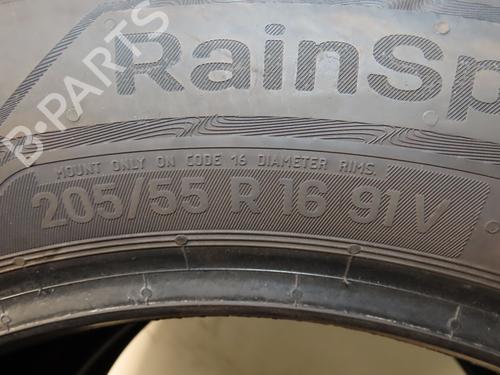 RainSp
B-PARTS
MOUNT ONLY ON CODE 16 DIAMETER RIMS.
205/55 R 16 91V